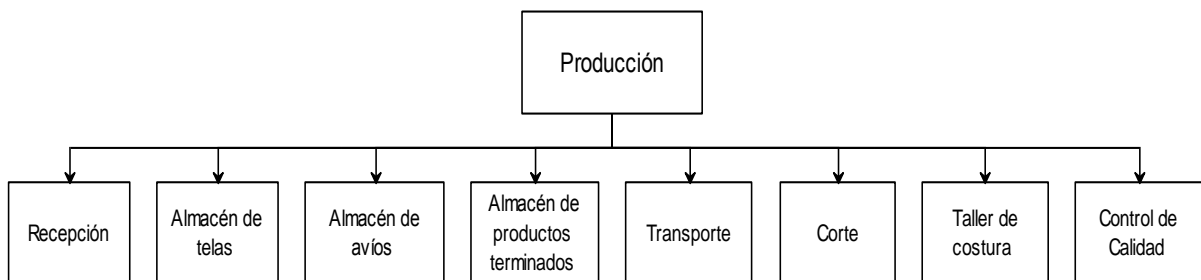 Producción
Recepción
Almacén de
telas
Almacén de
avíos
Almacén de
productos
terminados
Transporte
Corte
Taller de
costura
Control de
Calidad